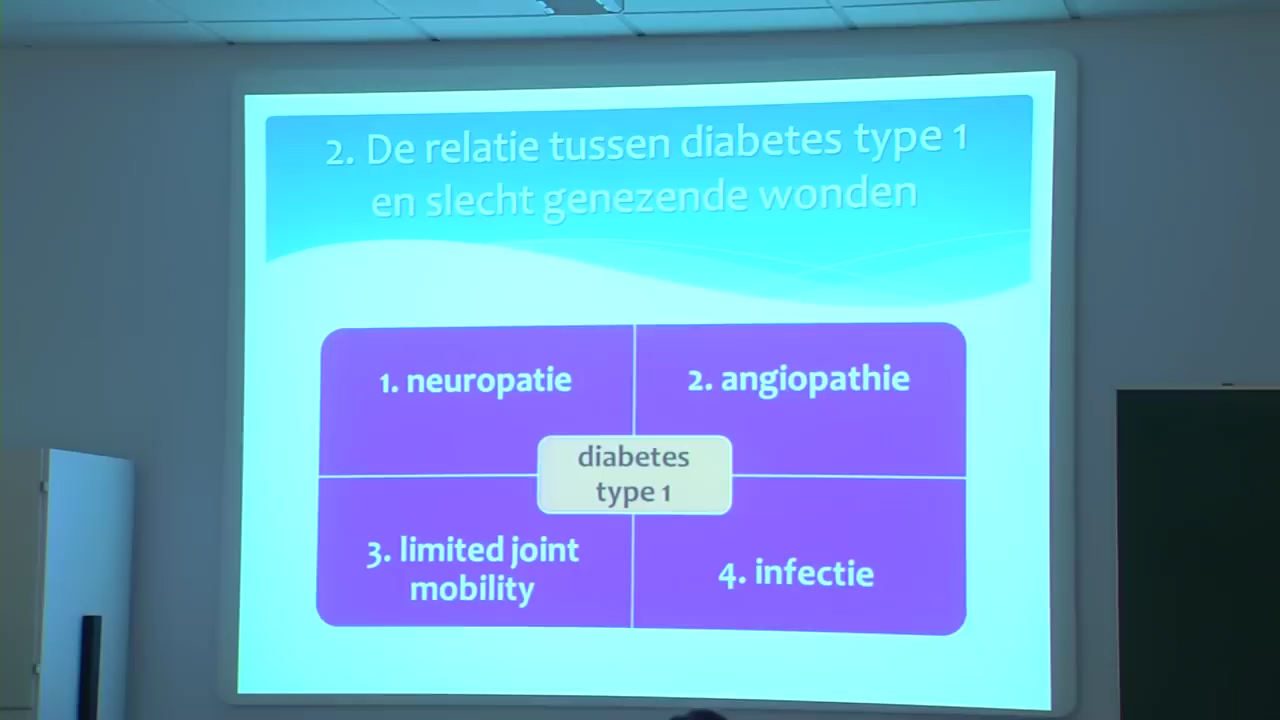 2. De relatie tussen diabetes type 1
en slecht genezende wonden
1. neuropatie
2. angiopathie
diabetes
type 1
3. limited joint
mobility
4. infectie